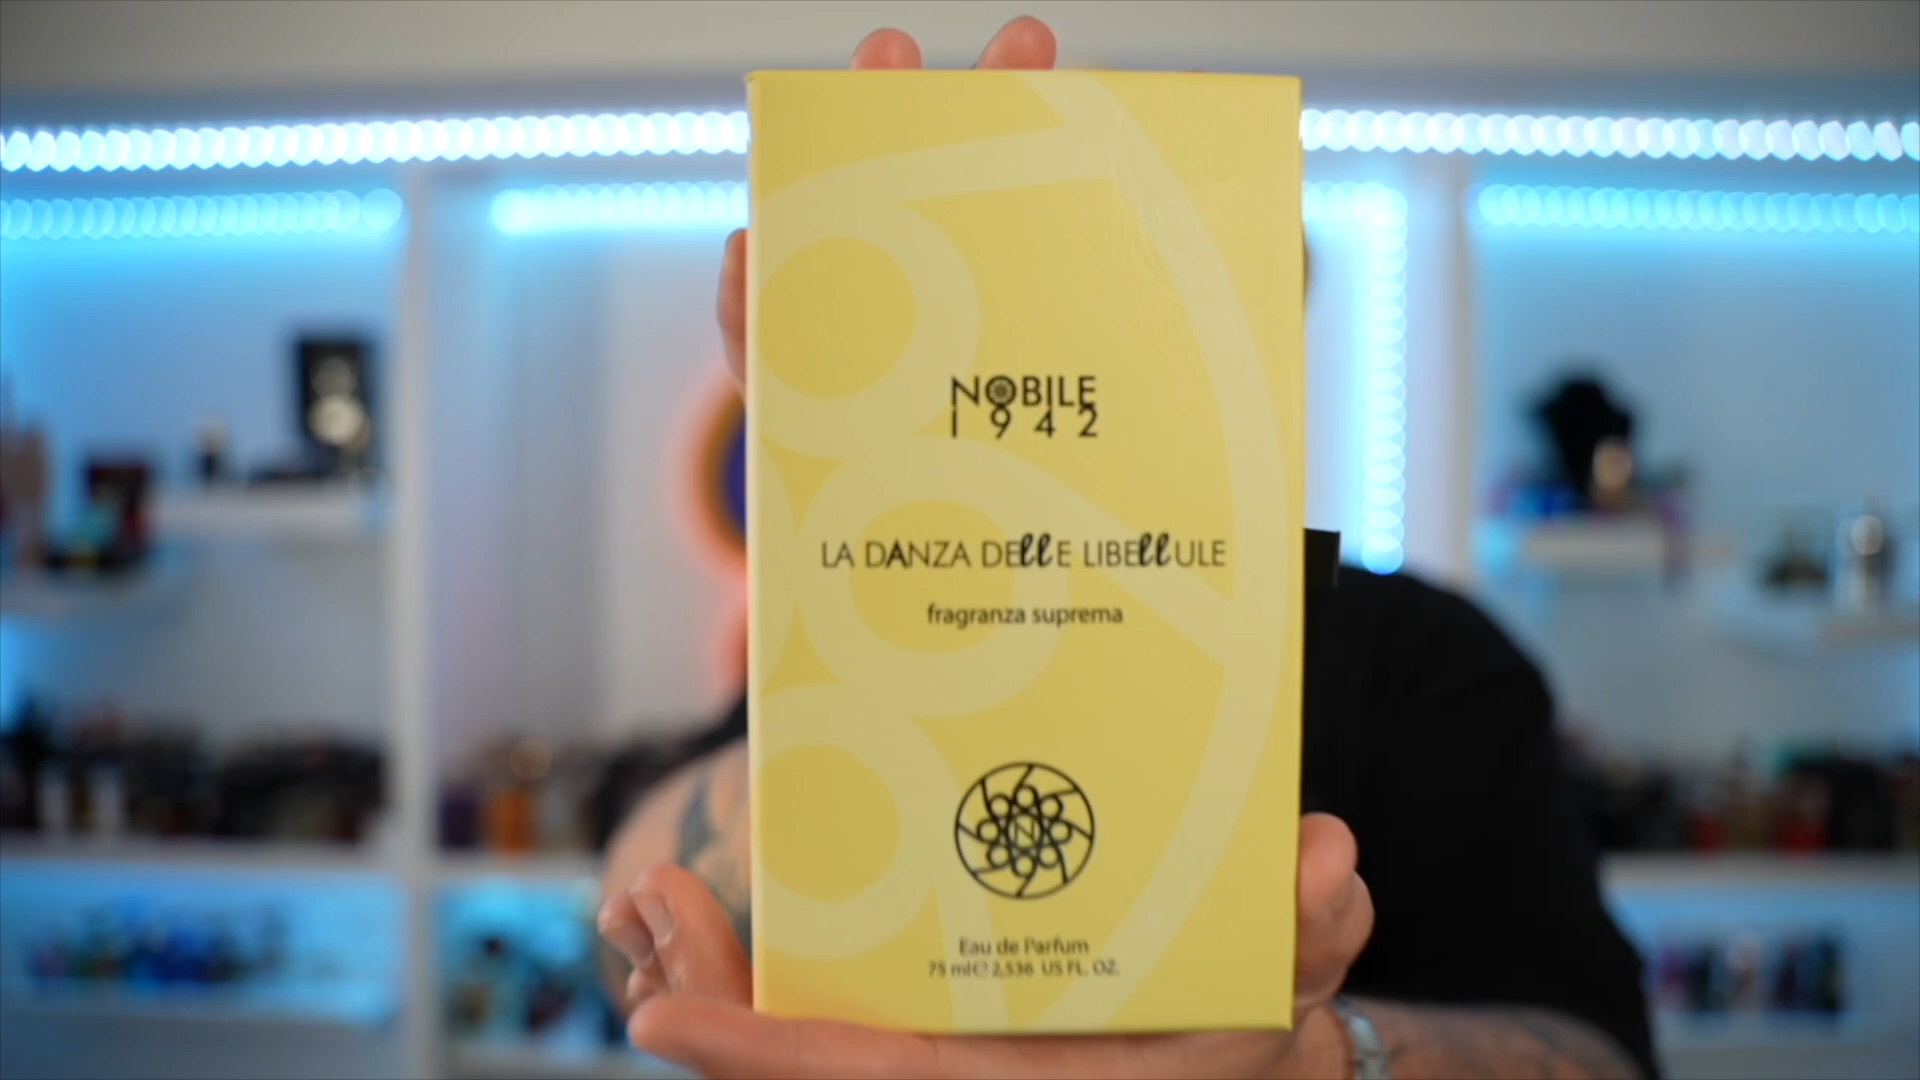 NOBILE
1942
LA DANZA DELLE LIBELLULE
fragranza suprema
N
Eau de Parfum
75 ml ℮ 2,536 US FL. OZ.